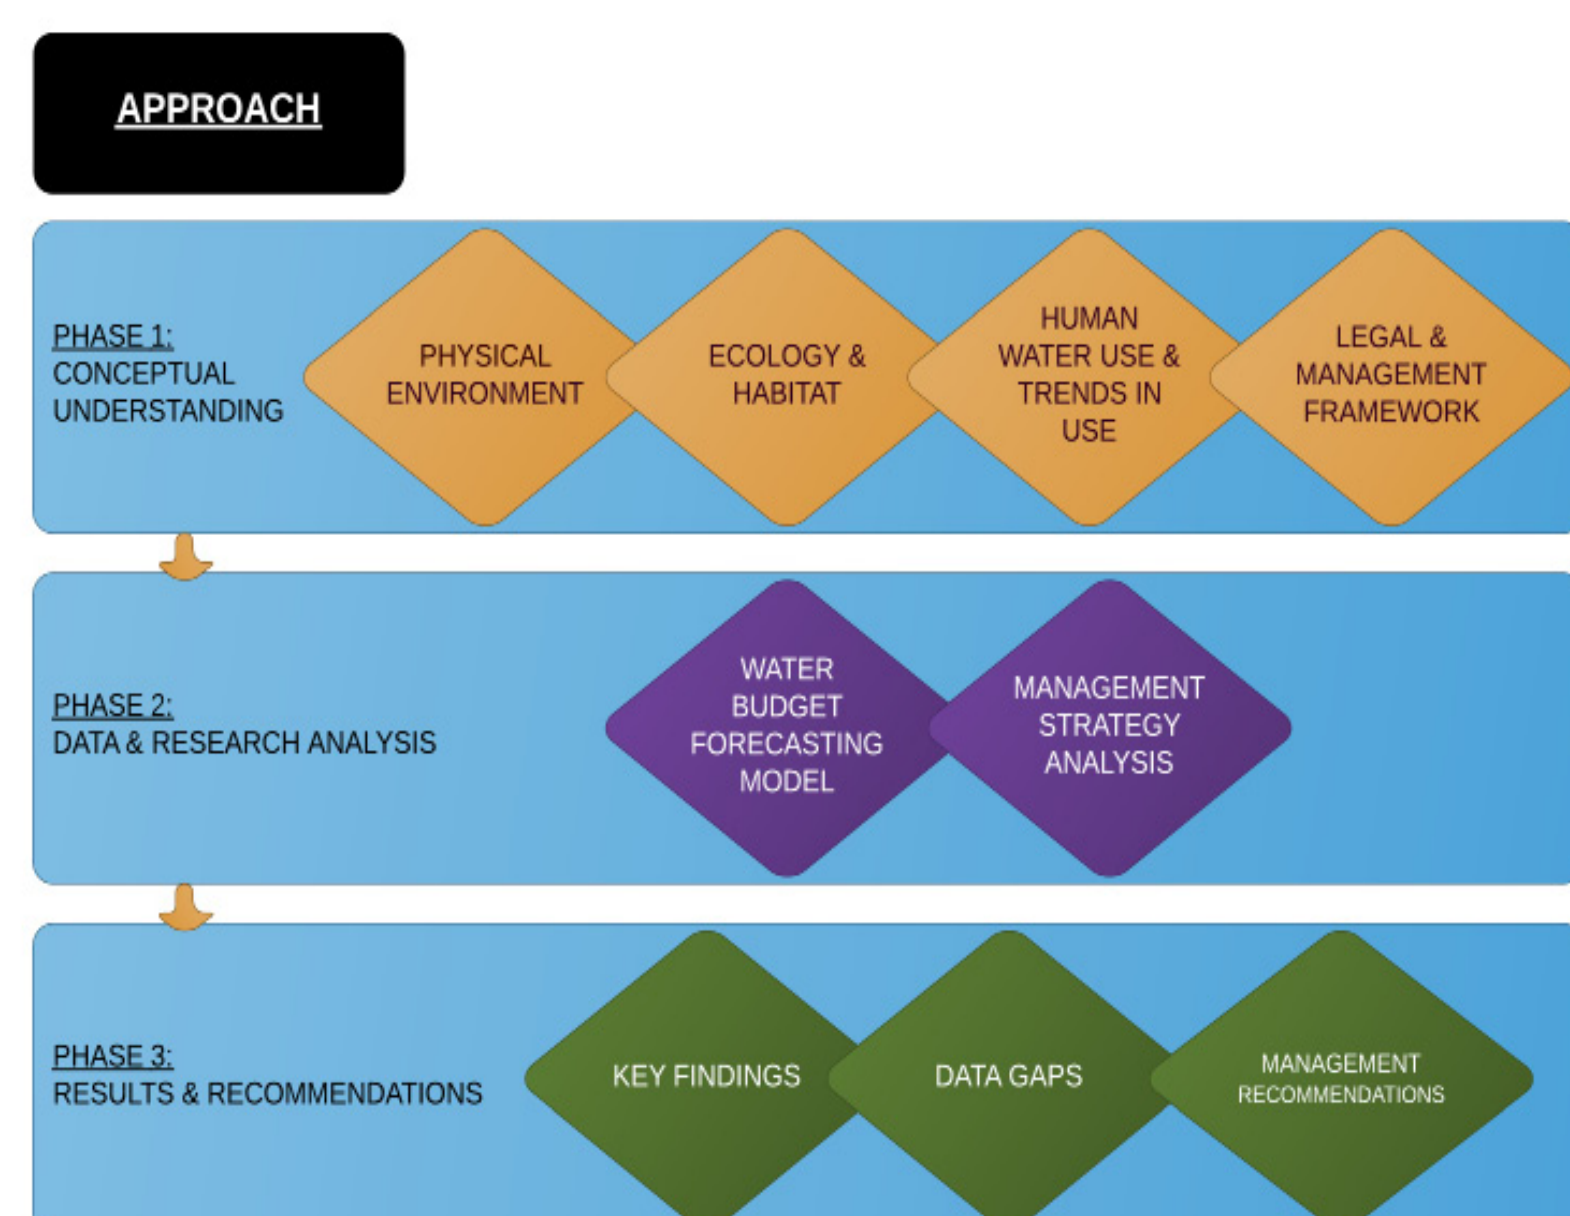 APPROACH
PHASE 1:
CONCEPTUAL
UNDERSTANDING
PHYSICAL
ENVIRONMENT
ECOLOGY &
HABITAT
HUMAN
WATER USE &
TRENDS IN
USE
LEGAL &
MANAGEMENT
FRAMEWORK
PHASE 2:
DATA & RESEARCH ANALYSIS
WATER
BUDGET
FORECASTING
MODEL
MANAGEMENT
STRATEGY
ANALYSIS
PHASE 3:
RESULTS & RECOMMENDATIONS
KEY FINDINGS
DATA GAPS
MANAGEMENT
RECOMMENDATIONS